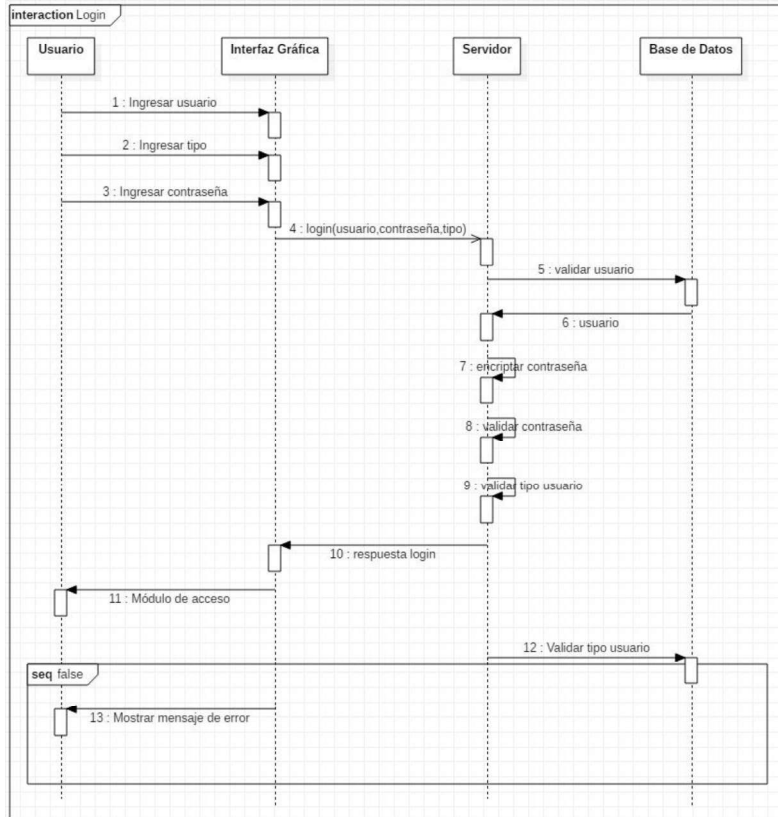 interaction Login
Usuario
Interfaz Gráfica
Servidor
Base de Datos
1 : Ingresar usuario
2 : Ingresar tipo
3 : Ingresar contraseña
4 : login(usuario,contraseña,tipo)
5 : validar usuario
6 : usuario
7 : encriptar contraseña
8 : validar contraseña
9 : validar tipo usuario
10 : respuesta login
11 : Módulo de acceso
12 : Validar tipo usuario
seq false
13 : Mostrar mensaje de error